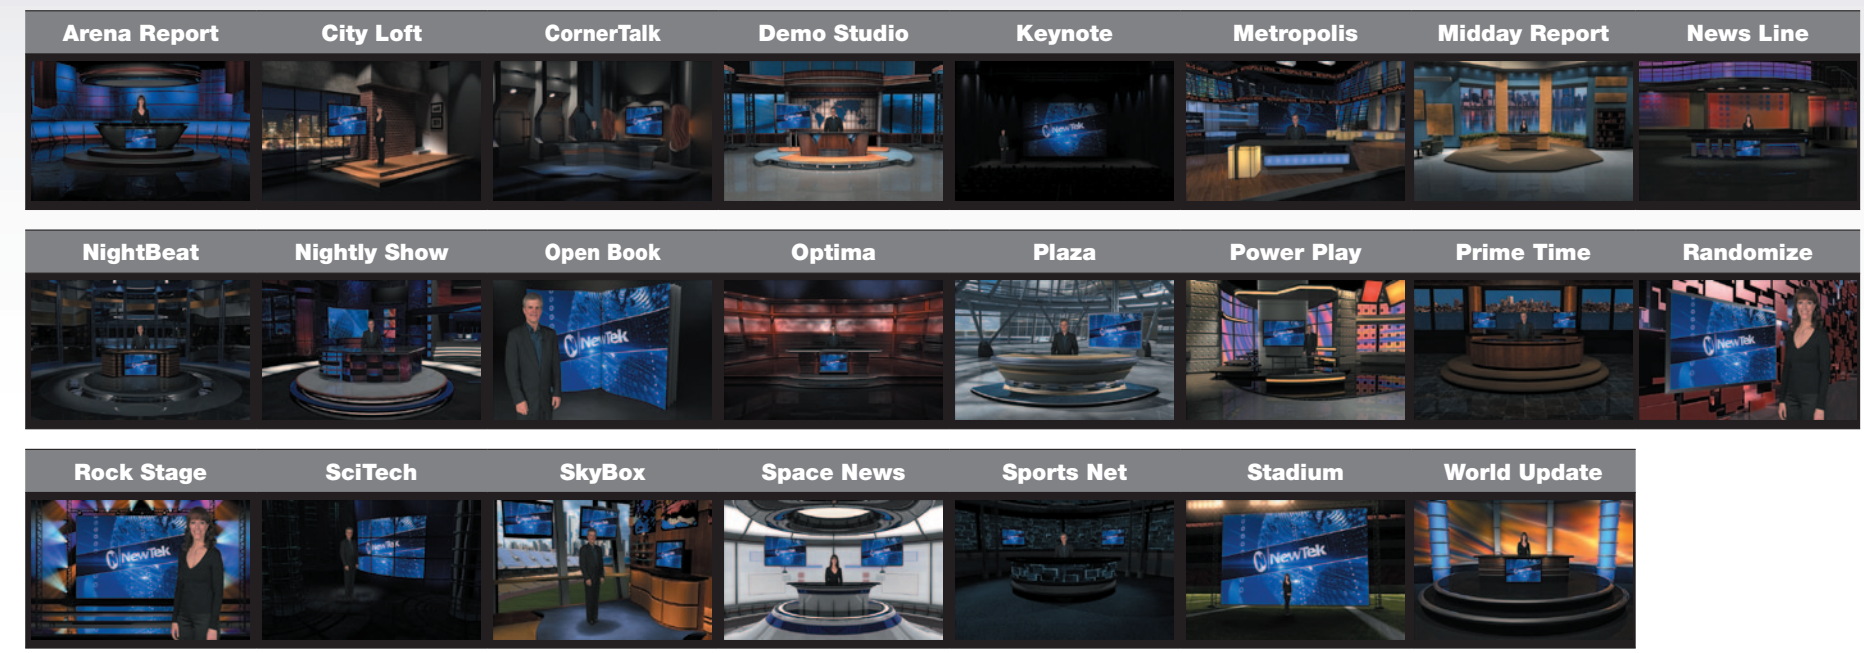 Arena Report
City Loft
CornerTalk
Demo Studio
Keynote
Metropolis
Midday Report
News Line
NewTek
NightBeat
Nightly Show
Open Book
Optima
Plaza
Power Play
Prime Time
Randomize
NewTek
NewTek
Rock Stage
SciTech
SkyBox
Space News
Sports Net
Stadium
World Update
NewTek
NewTek
NewTek